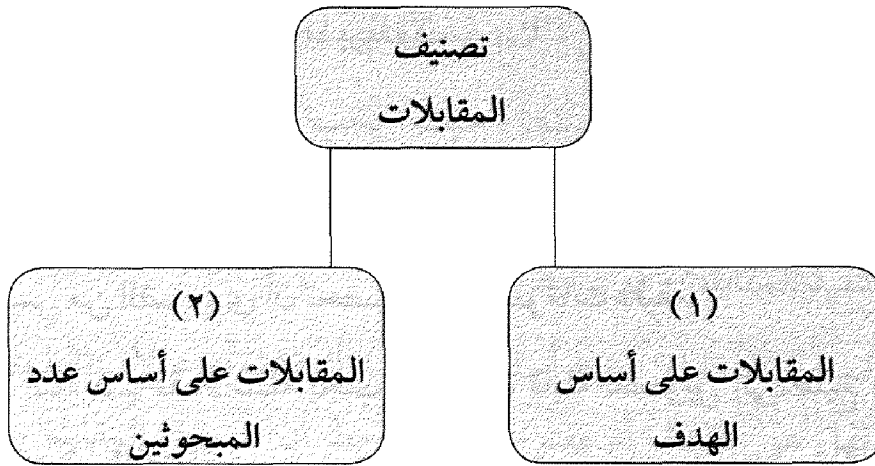 تصنيف
المقابلات
(١)
المقابلات على أساس
الهدف
(٢)
المقابلات على أساس عدد
المبحوثين